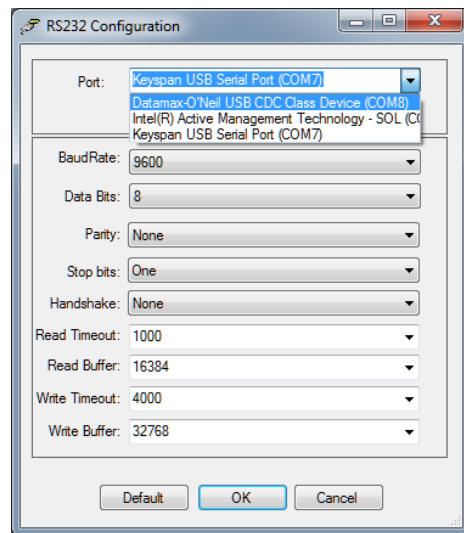 RS232 Configuration
Port: Keyspan USB Serial Port (COM7)
Datamax-O'Neil USB CDC Class Device (COM8)
Intel(R) Active Management Technology - SOL (C
Keyspan USB Serial Port (COM7)
BaudRate: 9600
Data Bits: 8
Parity: None
Stop bits: One
Handshake: None
Read Timeout: 1000
Read Buffer: 16384
Write Timeout: 4000
Write Buffer: 32768
Default OK Cancel